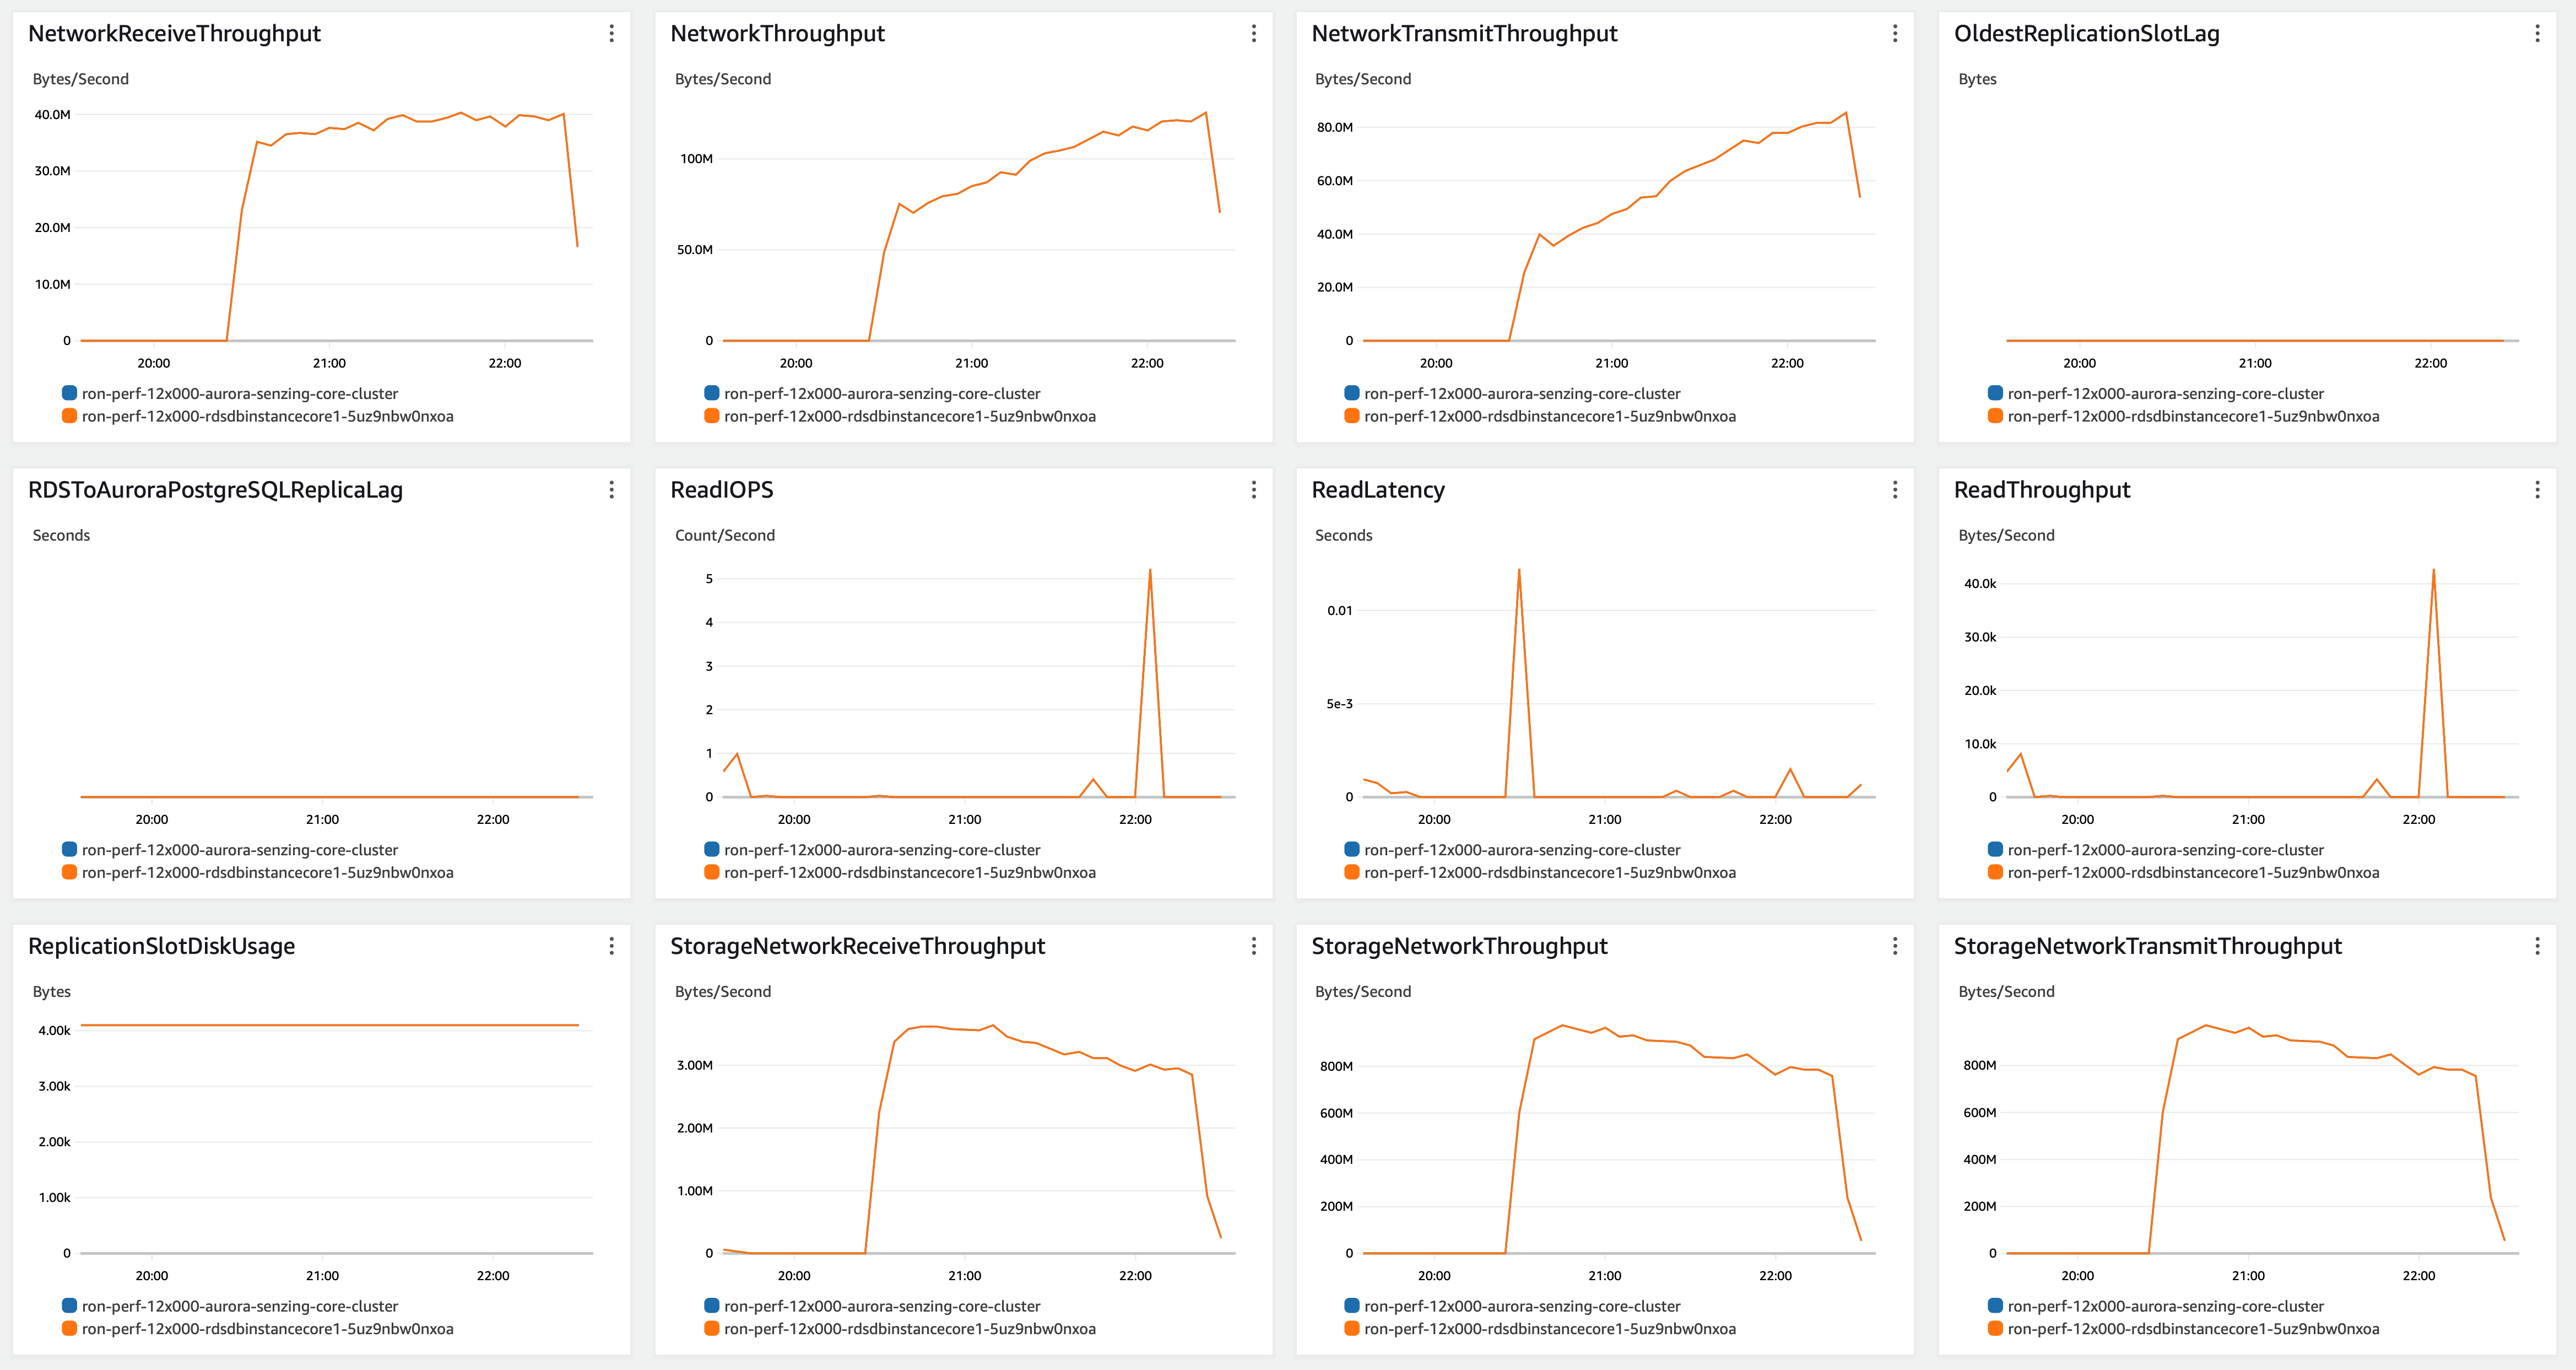 NetworkReceiveThroughput
Bytes/Second
40.0M
30.0M
20.0M
10.0M
0
20:00 21:00 22:00
ron-perf-12x000-aurora-senzing-core-cluster
ron-perf-12x000-rdsdbinstancecore1-5uz9nbw0nxoa
NetworkThroughput
Bytes/Second
100M
50.0M
0
20:00 21:00 22:00
ron-perf-12x000-aurora-senzing-core-cluster
ron-perf-12x000-rdsdbinstancecore1-5uz9nbw0nxoa
NetworkTransmitThroughput
Bytes/Second
80.0M
60.0M
40.0M
20.0M
0
20:00 21:00 22:00
ron-perf-12x000-aurora-senzing-core-cluster
ron-perf-12x000-rdsdbinstancecore1-5uz9nbw0nxoa
OldestReplicationSlotLag
Bytes
20:00 21:00 22:00
ron-perf-12x000-aurora-senzing-core-cluster
ron-perf-12x000-rdsdbinstancecore1-5uz9nbw0nxoa
RDSToAuroraPostgreSQLReplicaLag
Seconds
20:00 21:00 22:00
ron-perf-12x000-aurora-senzing-core-cluster
ron-perf-12x000-rdsdbinstancecore1-5uz9nbw0nxoa
ReadIOPS
Count/Second
5
4
3
2
1
0
20:00 21:00 22:00
ron-perf-12x000-aurora-senzing-core-cluster
ron-perf-12x000-rdsdbinstancecore1-5uz9nbw0nxoa
ReadLatency
Seconds
0.01
5e-3
0
20:00 21:00 22:00
ron-perf-12x000-aurora-senzing-core-cluster
ron-perf-12x000-rdsdbinstancecore1-5uz9nbw0nxoa
ReadThroughput
Bytes/Second
40.0k
30.0k
20.0k
10.0k
0
20:00 21:00 22:00
ron-perf-12x000-aurora-senzing-core-cluster
ron-perf-12x000-rdsdbinstancecore1-5uz9nbw0nxoa
ReplicationSlotDiskUsage
Bytes
4.00k
3.00k
2.00k
1.00k
0
20:00 21:00 22:00
ron-perf-12x000-aurora-senzing-core-cluster
ron-perf-12x000-rdsdbinstancecore1-5uz9nbw0nxoa
StorageNetworkReceiveThroughput
Bytes/Second
3.00M
2.00M
1.00M
0
20:00 21:00 22:00
ron-perf-12x000-aurora-senzing-core-cluster
ron-perf-12x000-rdsdbinstancecore1-5uz9nbw0nxoa
StorageNetworkThroughput
Bytes/Second
800M
600M
400M
200M
0
20:00 21:00 22:00
ron-perf-12x000-aurora-senzing-core-cluster
ron-perf-12x000-rdsdbinstancecore1-5uz9nbw0nxoa
StorageNetworkTransmitThroughput
Bytes/Second
800M
600M
400M
200M
0
20:00 21:00 22:00
ron-perf-12x000-aurora-senzing-core-cluster
ron-perf-12x000-rdsdbinstancecore1-5uz9nbw0nxoa